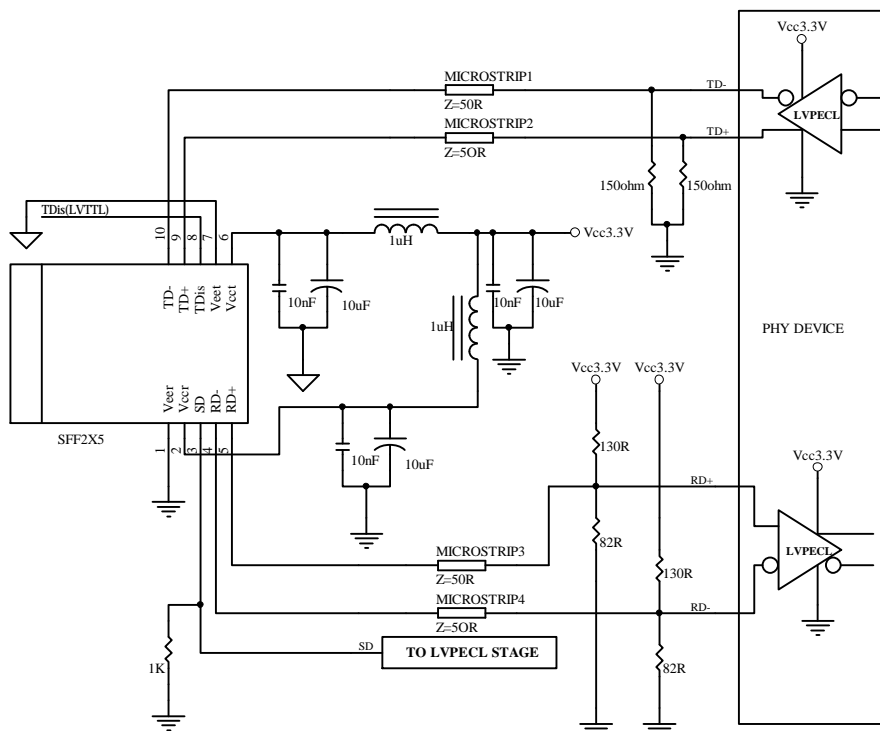 Vcc3.3V
MICROSTRIP1
TD-
Z=50R
LVPECL
MICROSTRIP2
TD+
Z=5OR
150ohm
150ohm
TDis(LVTTL)
10
9
8
7
6
1uH
Vcc3.3V
TD-
TD+
TDis
Veet
Vcct
10nF
10uF
10nF
10uF
1uH
PHY DEVICE
Veer
Vccr
SD
RD-
RD+
Vcc3.3V
Vcc3.3V
SFF2X5
1
2
3
4
5
10nF
10uF
130R
Vcc3.3V
RD+
82R
LVPECL
MICROSTRIP3
Z=50R
130R
MICROSTRIP4
Z=5OR
RD-
SD
TO LVPECL STAGE
1K
82R